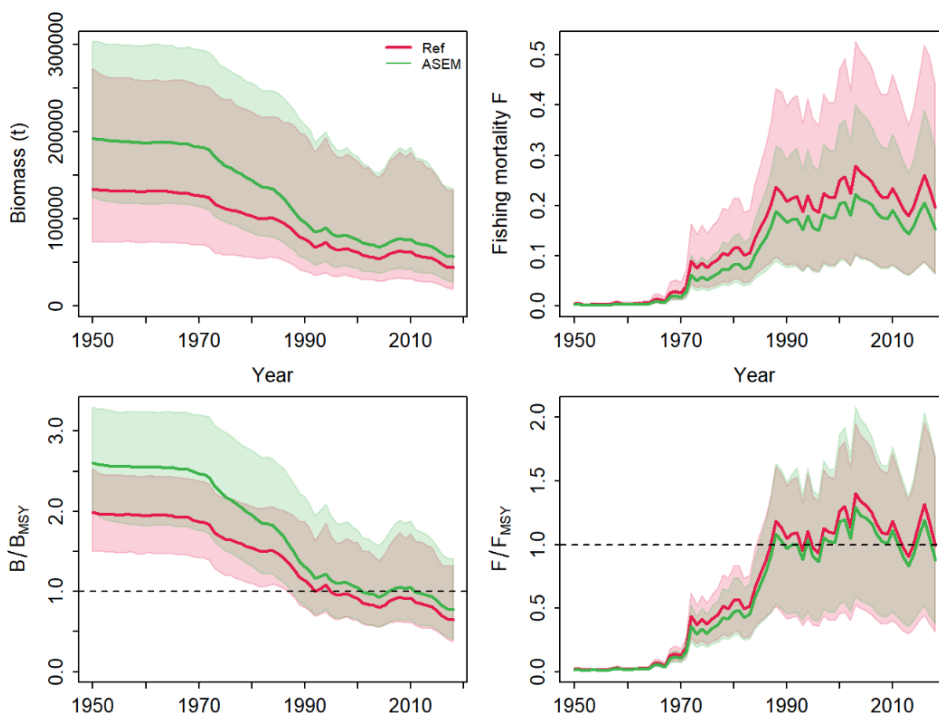 Biomass (t)
0 100000 200000 300000
Ref
ASEM
1950 1970 1990 2010
Year
Fishing mortality F
0.0 0.1 0.2 0.3 0.4 0.5
1950 1970 1990 2010
Year
B/BMSY
0.0 1.0 2.0 3.0
1950 1970 1990 2010
F/FMSY
0.0 0.5 1.0 1.5 2.0
1950 1970 1990 2010